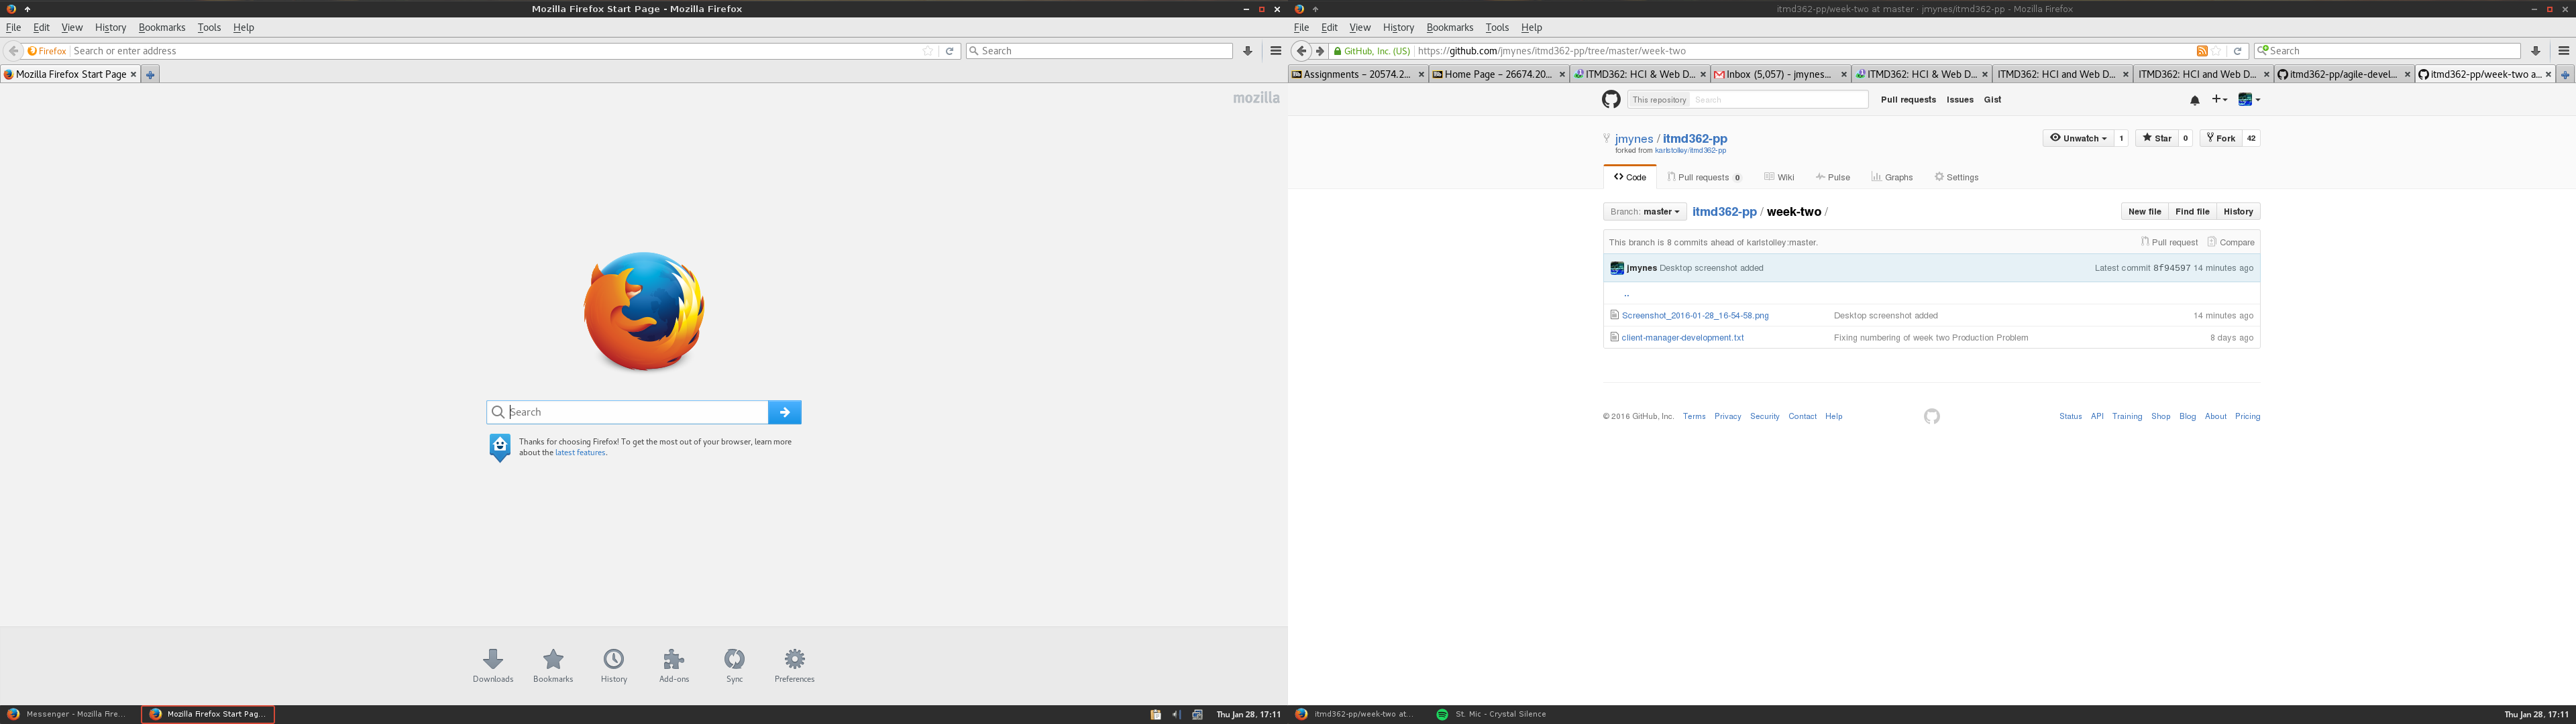 Mozilla Firefox Start Page - Mozilla Firefox
File Edit View History Bookmarks Tools Help
Firefox Search or enter address Search
Mozilla Firefox Start Page
mozilla
Search
Thanks for choosing Firefox! To get the most out of your browser, learn more
about the latest features.
Downloads Bookmarks History Add-ons Sync Preferences
Messenger - Mozilla Fire... Mozilla Firefox Start Pag... Thu Jan 28, 17:11
itmd362-pp/week-two at master · jmynes/itmd362-pp - Mozilla Firefox
File Edit View History Bookmarks Tools Help
GitHub, Inc. (US) https://github.com/jmynes/itmd362-pp/tree/master/week-two Search
Assignments – 20574.2... Home Page – 26674.20... ITMD362: HCI & Web D... Inbox (5,057) - jmynes... ITMD362: HCI & Web D... ITMD362: HCI and Web D... ITMD362: HCI and Web D... itmd362-pp/agile-devel... itmd362-pp/week-two a...
This repository Search Pull requests Issues Gist
jmynes / itmd362-pp Unwatch 1 Star 0 Fork 42
forked from karlstolley/itmd362-pp
Code Pull requests 0 Wiki Pulse Graphs Settings
Branch: master itmd362-pp / week-two / New file Find file History
This branch is 8 commits ahead of karlstolley:master. Pull request Compare
jmynes Desktop screenshot added Latest commit 8f94597 14 minutes ago
..
Screenshot_2016-01-28_16-54-58.png Desktop screenshot added 14 minutes ago
client-manager-development.txt Fixing numbering of week two Production Problem 8 days ago
© 2016 GitHub, Inc. Terms Privacy Security Contact Help Status API Training Shop Blog About Pricing
itmd362-pp/week-two at... St. Mic - Crystal Silence Thu Jan 28, 17:11